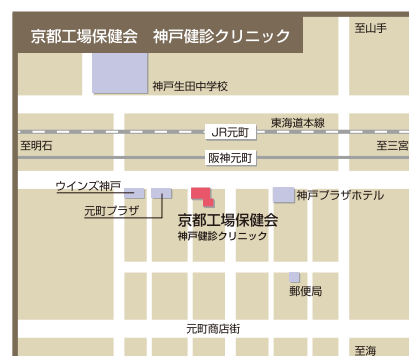 京都工場保健会　神戸健診クリニック
至山手
神戸生田中学校
東海道本線
JR元町
至明石
至三宮
阪神元町
ウインズ神戸
神戸プラザホテル
元町プラザ
京都工場保健会
神戸健診クリニック
郵便局
元町商店街
至海